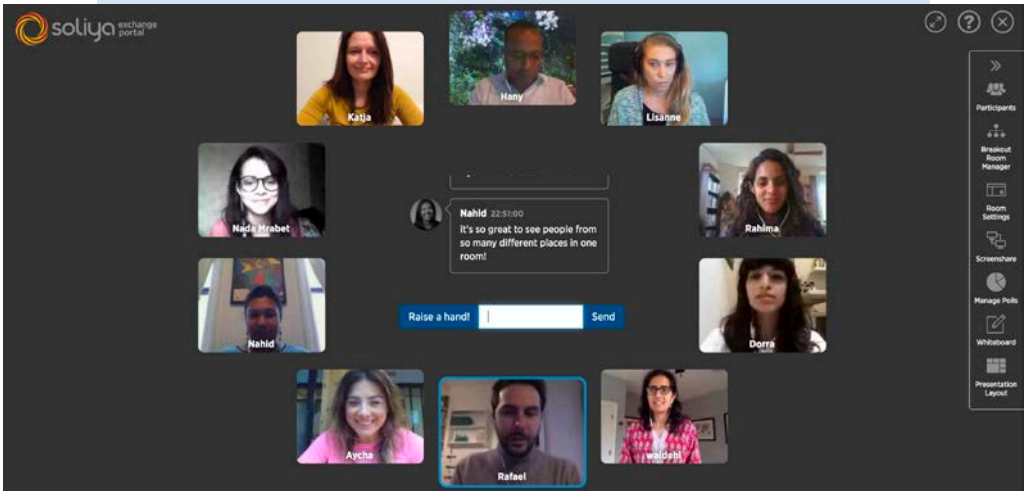 soliya exchange
portal
Katja
Hany
Lisanne
Nada Mrabet
Rahima
Nahid 22:51:00
it's so great to see people from
so many different places in one
room!
Raise a hand!
Send
Nahid
Dorra
Aycha
Rafael
waidehl
Participants
Breakout
Room
Manager
Room
Settings
Screenshare
Manage Polls
Whiteboard
Presentation
Layout